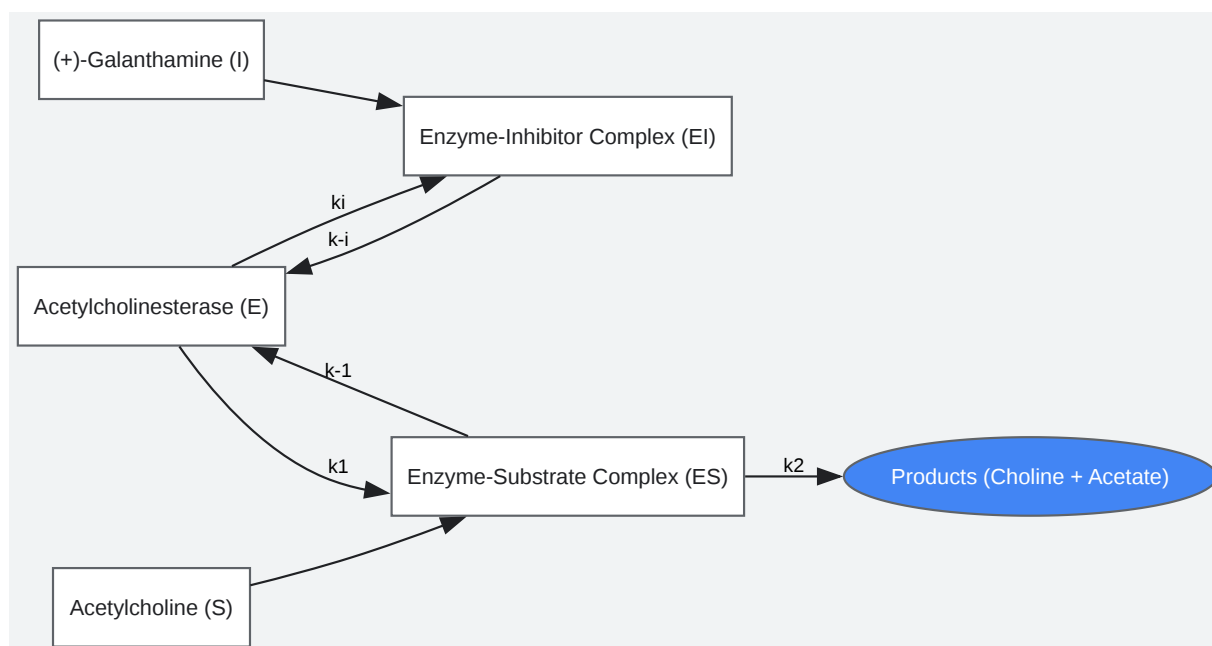 (+)-Galanthamine (I)
Enzyme-Inhibitor Complex (EI)
ki
k-i
Acetylcholinesterase (E)
k-1
k1
Enzyme-Substrate Complex (ES)
k2
Products (Choline + Acetate)
Acetylcholine (S)